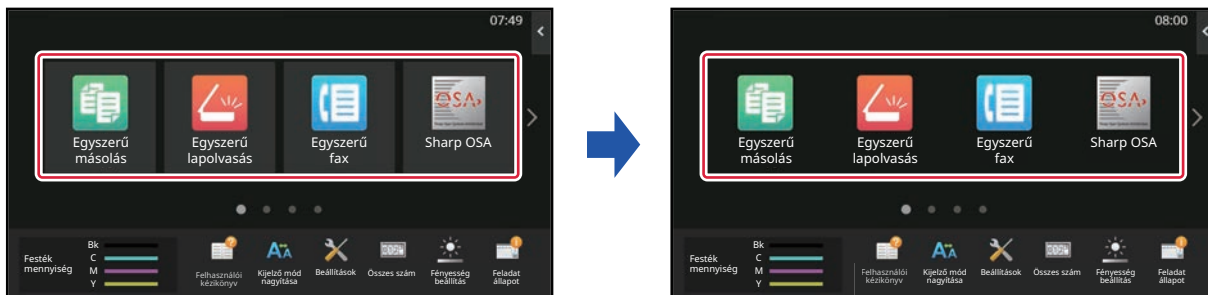 07:49
Egyszerű
másolás
Egyszerű
lapolvasás
Egyszerű
fax
OSA
Sharp OSA
Festék
mennyiség
Bk
C
M
Y
Felhasználói
kézikönyv
Kijelző mód
nagyítása
Beállítások
Összes szám
Fényesség
beállítás
Feladat
állapot
08:00
Egyszerű
másolás
Egyszerű
lapolvasás
Egyszerű
fax
OSA
Sharp OSA
Festék
mennyiség
Bk
C
M
Y
Felhasználói
kézikönyv
Kijelző mód
nagyítása
Beállítások
Összes szám
Fényesség
beállítás
Feladat
állapot